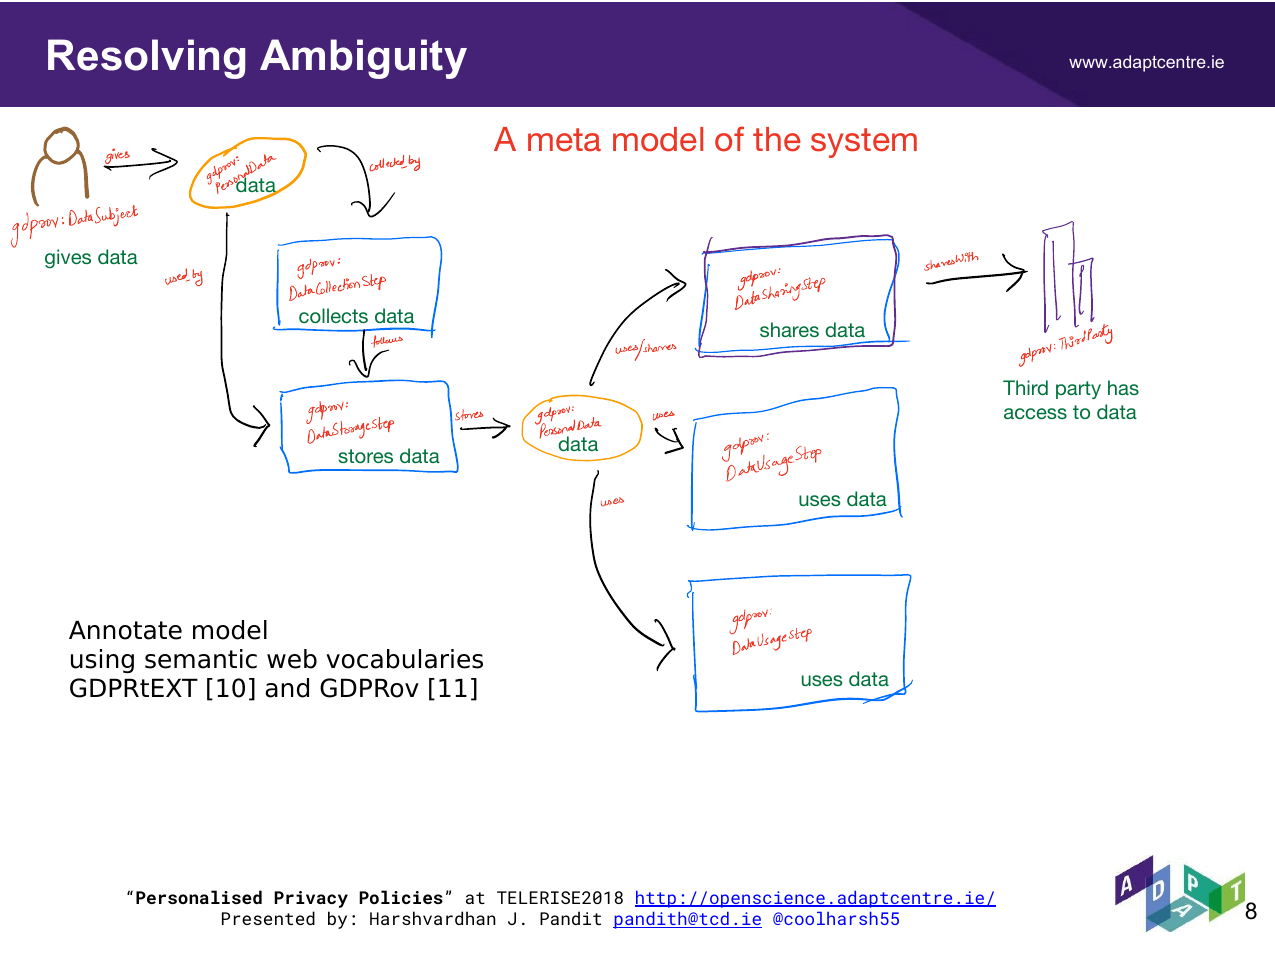 Resolving Ambiguity
www.adaptcentre.ie
A meta model of the system
gives
gdprov:
PersonalData
data
collected_by
gdprov:DataSubject
gives data
used_by
gdprov:
DataCollectionStep
collects data
follows
gdprov:
DataStorageStep
stores data
stores
gdprov:
PersonalData
data
uses/shares
gdprov:
DataSharingStep
shares data
sharesWith
gdprov:ThirdParty
Third party has
access to data
uses
gdprov:
DataUsageStep
uses data
uses
gdprov:
DataUsageStep
uses data
Annotate model
using semantic web vocabularies
GDPRtEXT [10] and GDPRov [11]
“Personalised Privacy Policies” at TELERISE2018 http://openscience.adaptcentre.ie/
Presented by: Harshvardhan J. Pandit pandith@tcd.ie @coolharsh55
ADAPT
8